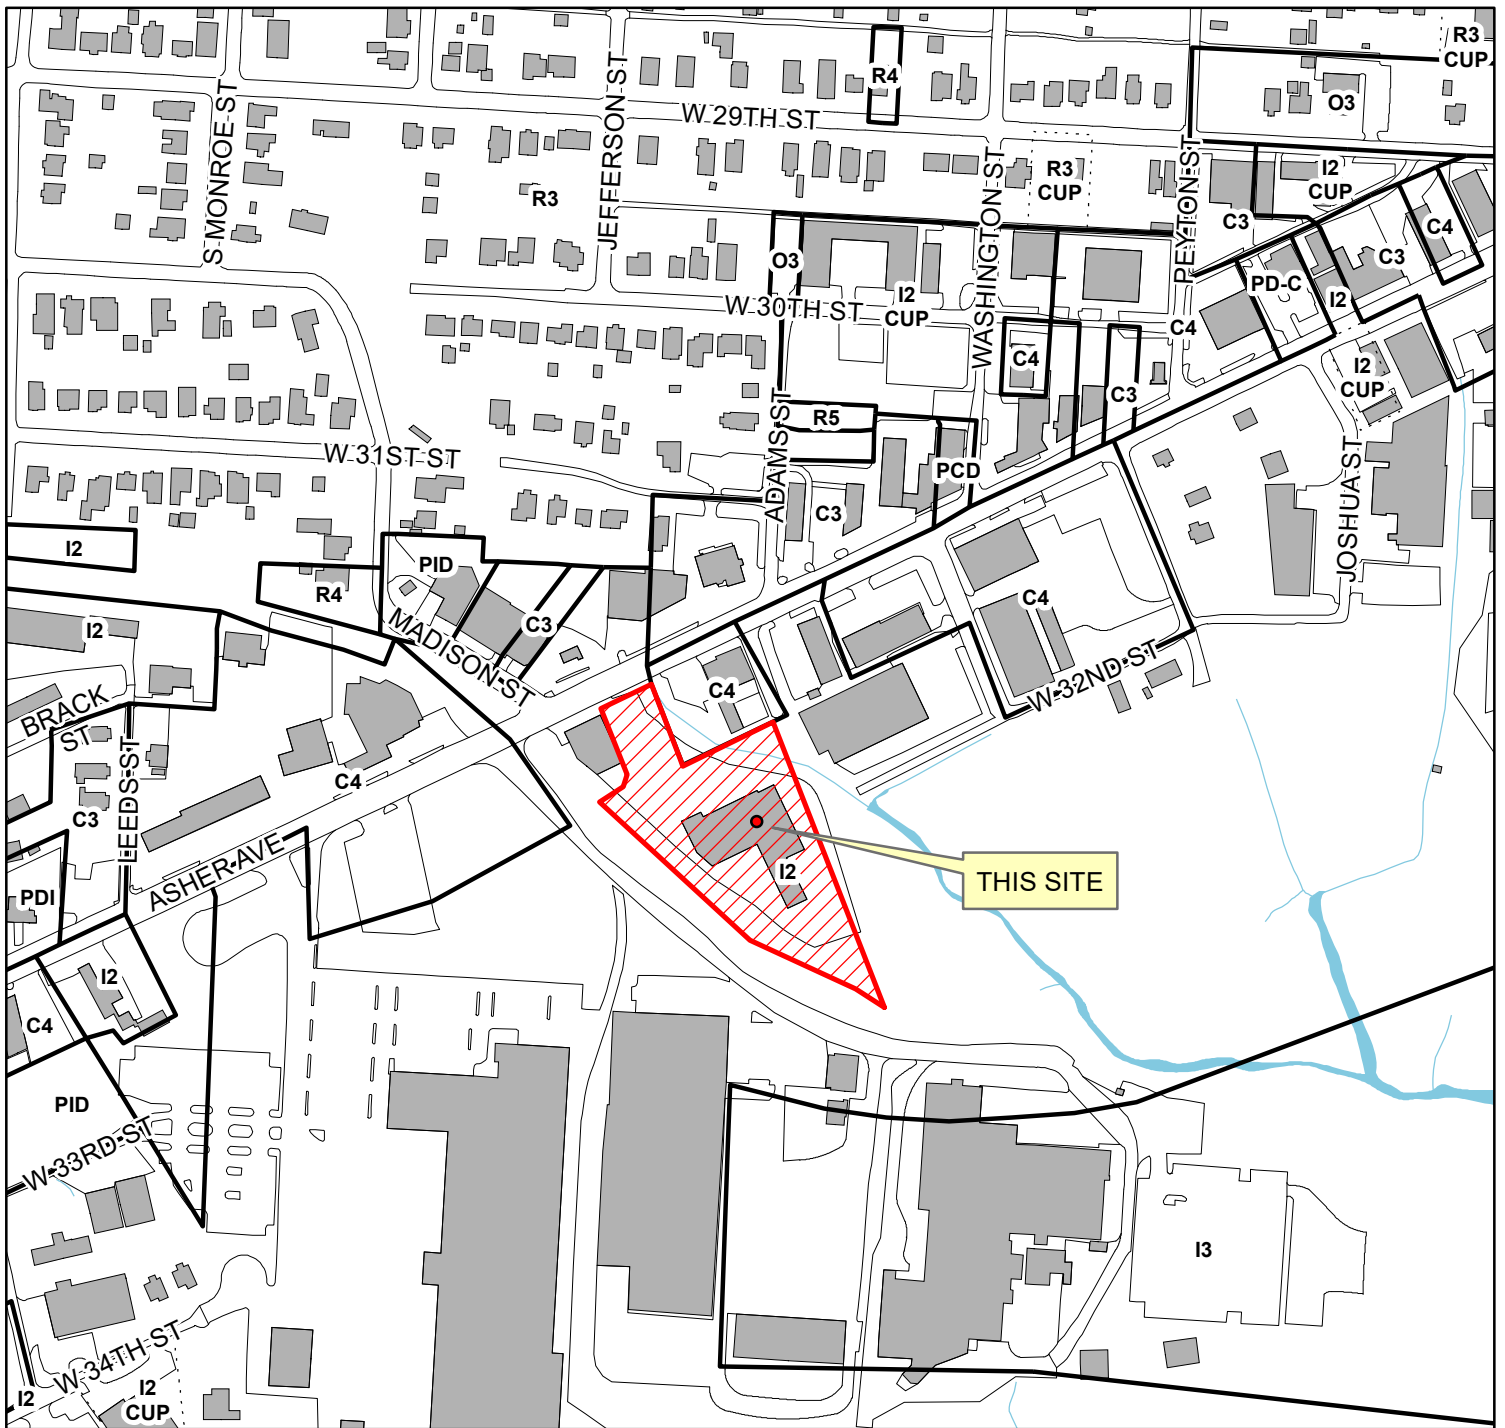 R3
CUP
R4
O3
W 29TH ST
S MONROE ST
JEFFERSON ST
WASHINGTON ST
PEYTON ST
R3
CUP
I2
CUP
R3
C3
C4
C3
O3
PD-C
I2
W 30TH ST
I2
CUP
C4
C4
I2
CUP
C3
R5
ADAMS ST
W 31ST ST
PCD
C3
JOSHUA ST
I2
PID
R4
C3
C4
I2
MADISON ST
W 32ND ST
C4
BRACK
ST
LEEDS ST
C4
C3
ASHER AVE
I2
THIS SITE
PDI
I2
C4
PID
W 33RD ST
I3
W 34TH ST
I2
I2
CUP